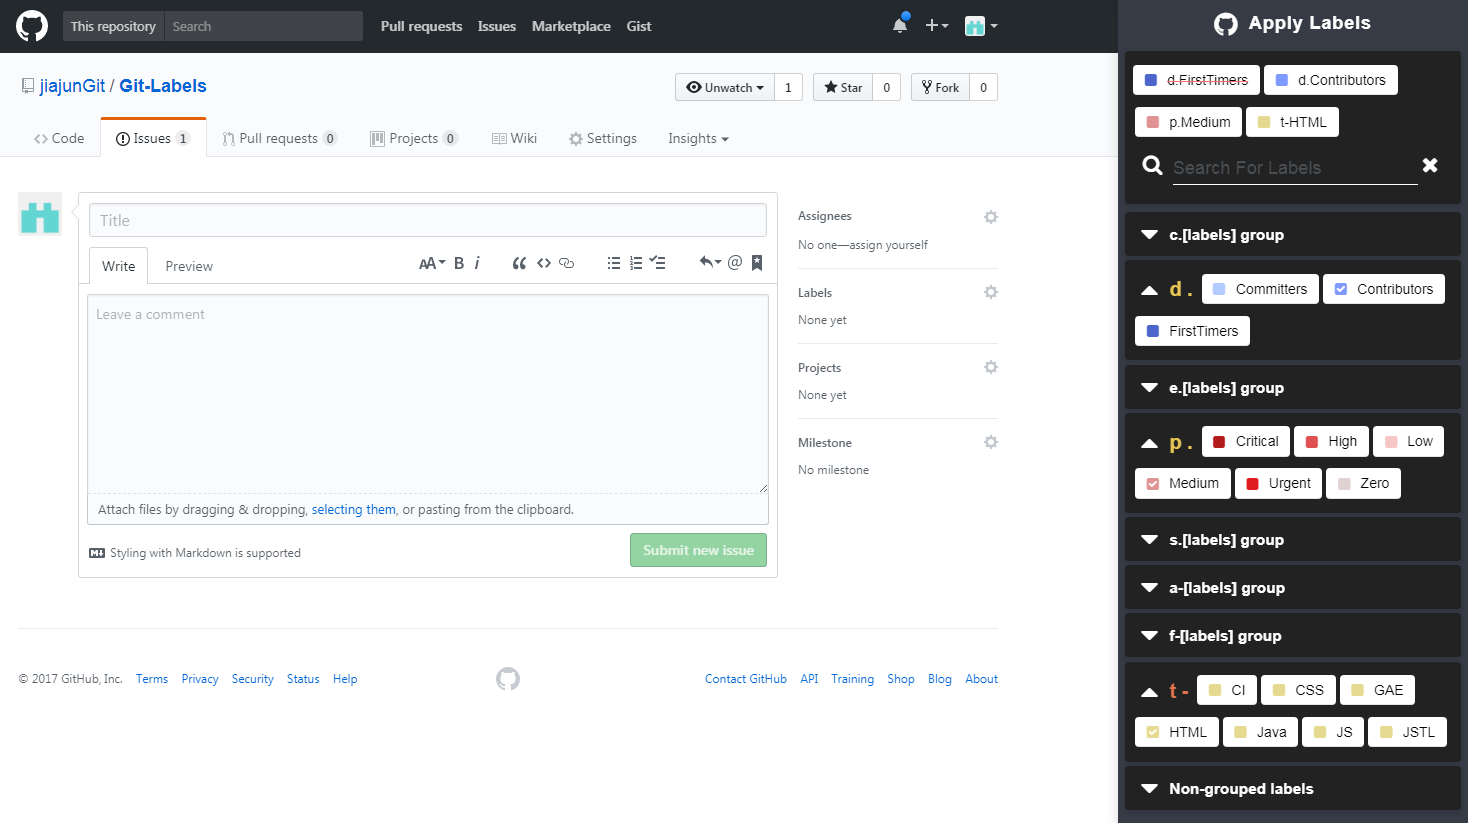 This repository Search Pull requests Issues Marketplace Gist
jiajunGit / Git-Labels
Unwatch 1 Star 0 Fork 0
Code Issues 1 Pull requests 0 Projects 0 Wiki Settings Insights
Title
Write Preview AA B i @
Leave a comment
Attach files by dragging & dropping, selecting them, or pasting from the clipboard.
Styling with Markdown is supported
Submit new issue
Assignees
No one—assign yourself
Labels
None yet
Projects
None yet
Milestone
No milestone
© 2017 GitHub, Inc. Terms Privacy Security Status Help
Contact GitHub API Training Shop Blog About
Apply Labels
d.FirstTimers d.Contributors
p.Medium t-HTML
Search For Labels
c.[labels] group
d . Committers Contributors
FirstTimers
e.[labels] group
p . Critical High Low
Medium Urgent Zero
s.[labels] group
a-[labels] group
f-[labels] group
t - CI CSS GAE
HTML Java JS JSTL
Non-grouped labels